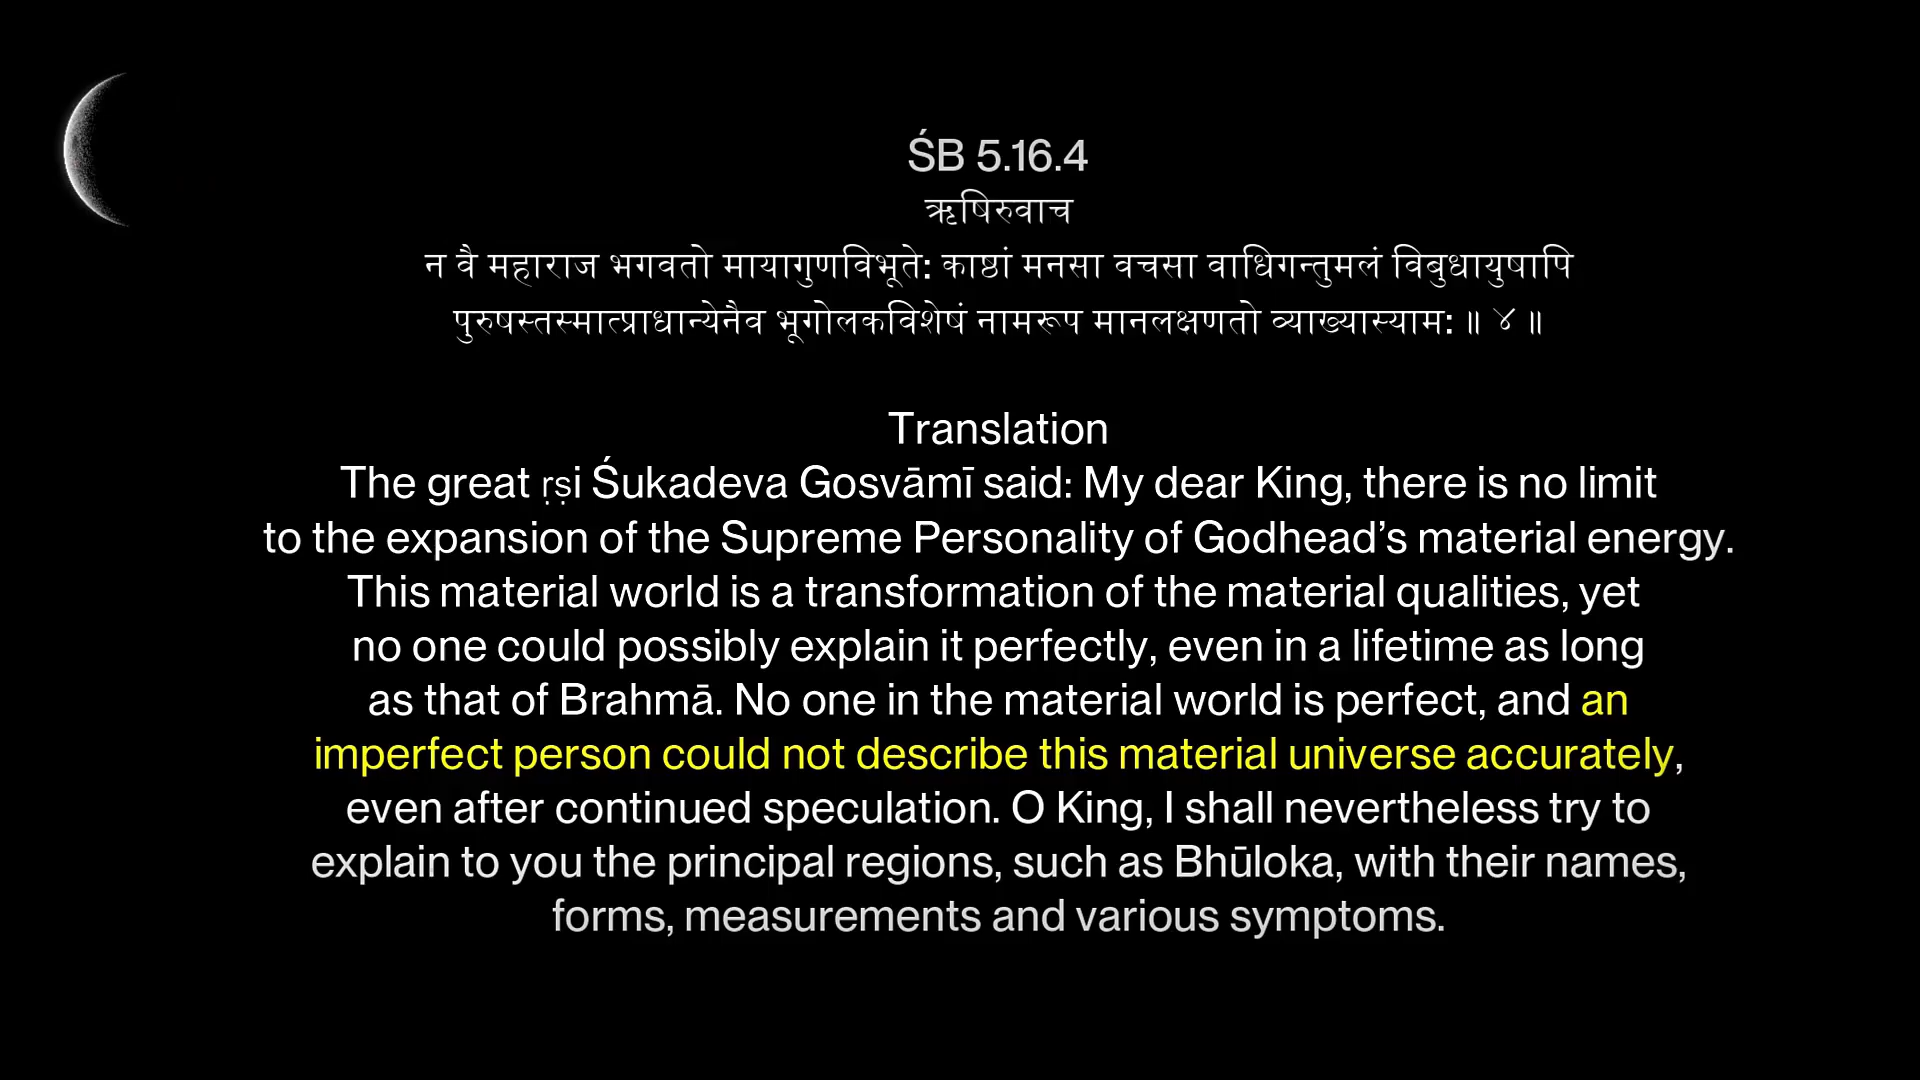 ŚB 5.16.4
ऋषिरुवाच
न वै महाराज भगवतो मायागुणविभूते: काष्ठां मनसा वचसा वाधिगन्तुमलं विबुधायुषापि
पुरुषस्तस्मात्प्राधान्येनैव भूगोलकविशेषं नामरूप मानलक्षणतो व्याख्यास्याम: ॥ ४ ॥
Translation
The great ṛṣi Śukadeva Gosvāmī said: My dear King, there is no limit
to the expansion of the Supreme Personality of Godhead’s material energy.
This material world is a transformation of the material qualities, yet
no one could possibly explain it perfectly, even in a lifetime as long
as that of Brahmā. No one in the material world is perfect, and an
imperfect person could not describe this material universe accurately,
even after continued speculation. O King, I shall nevertheless try to
explain to you the principal regions, such as Bhūloka, with their names,
forms, measurements and various symptoms.